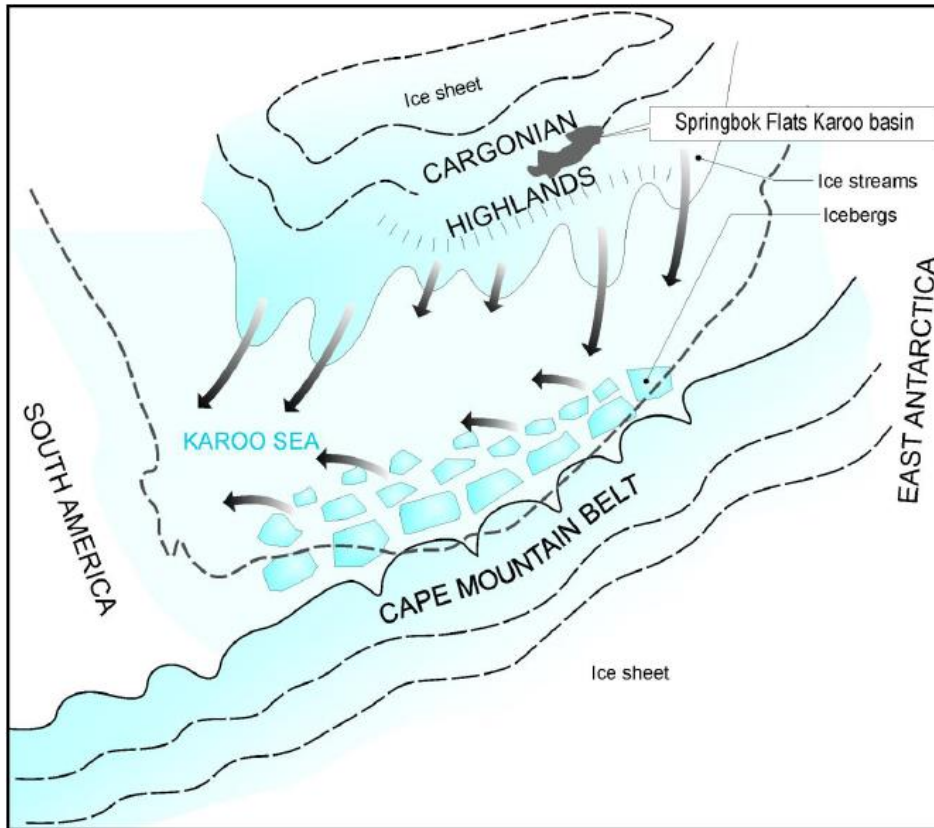 Ice sheet
Springbok Flats Karoo basin
CARGONIAN
HIGHLANDS
Ice streams
Icebergs
EAST ANTARCTICA
SOUTH AMERICA
KAROO SEA
CAPE MOUNTAIN BELT
Ice sheet